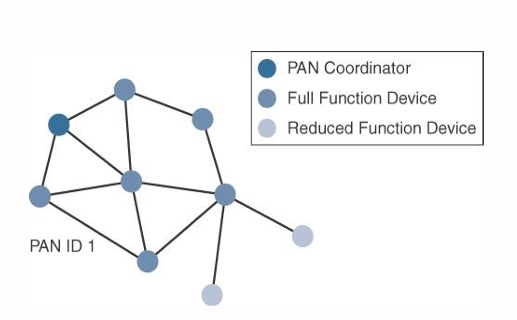 PAN Coordinator
Full Function Device
Reduced Function Device
PAN ID 1